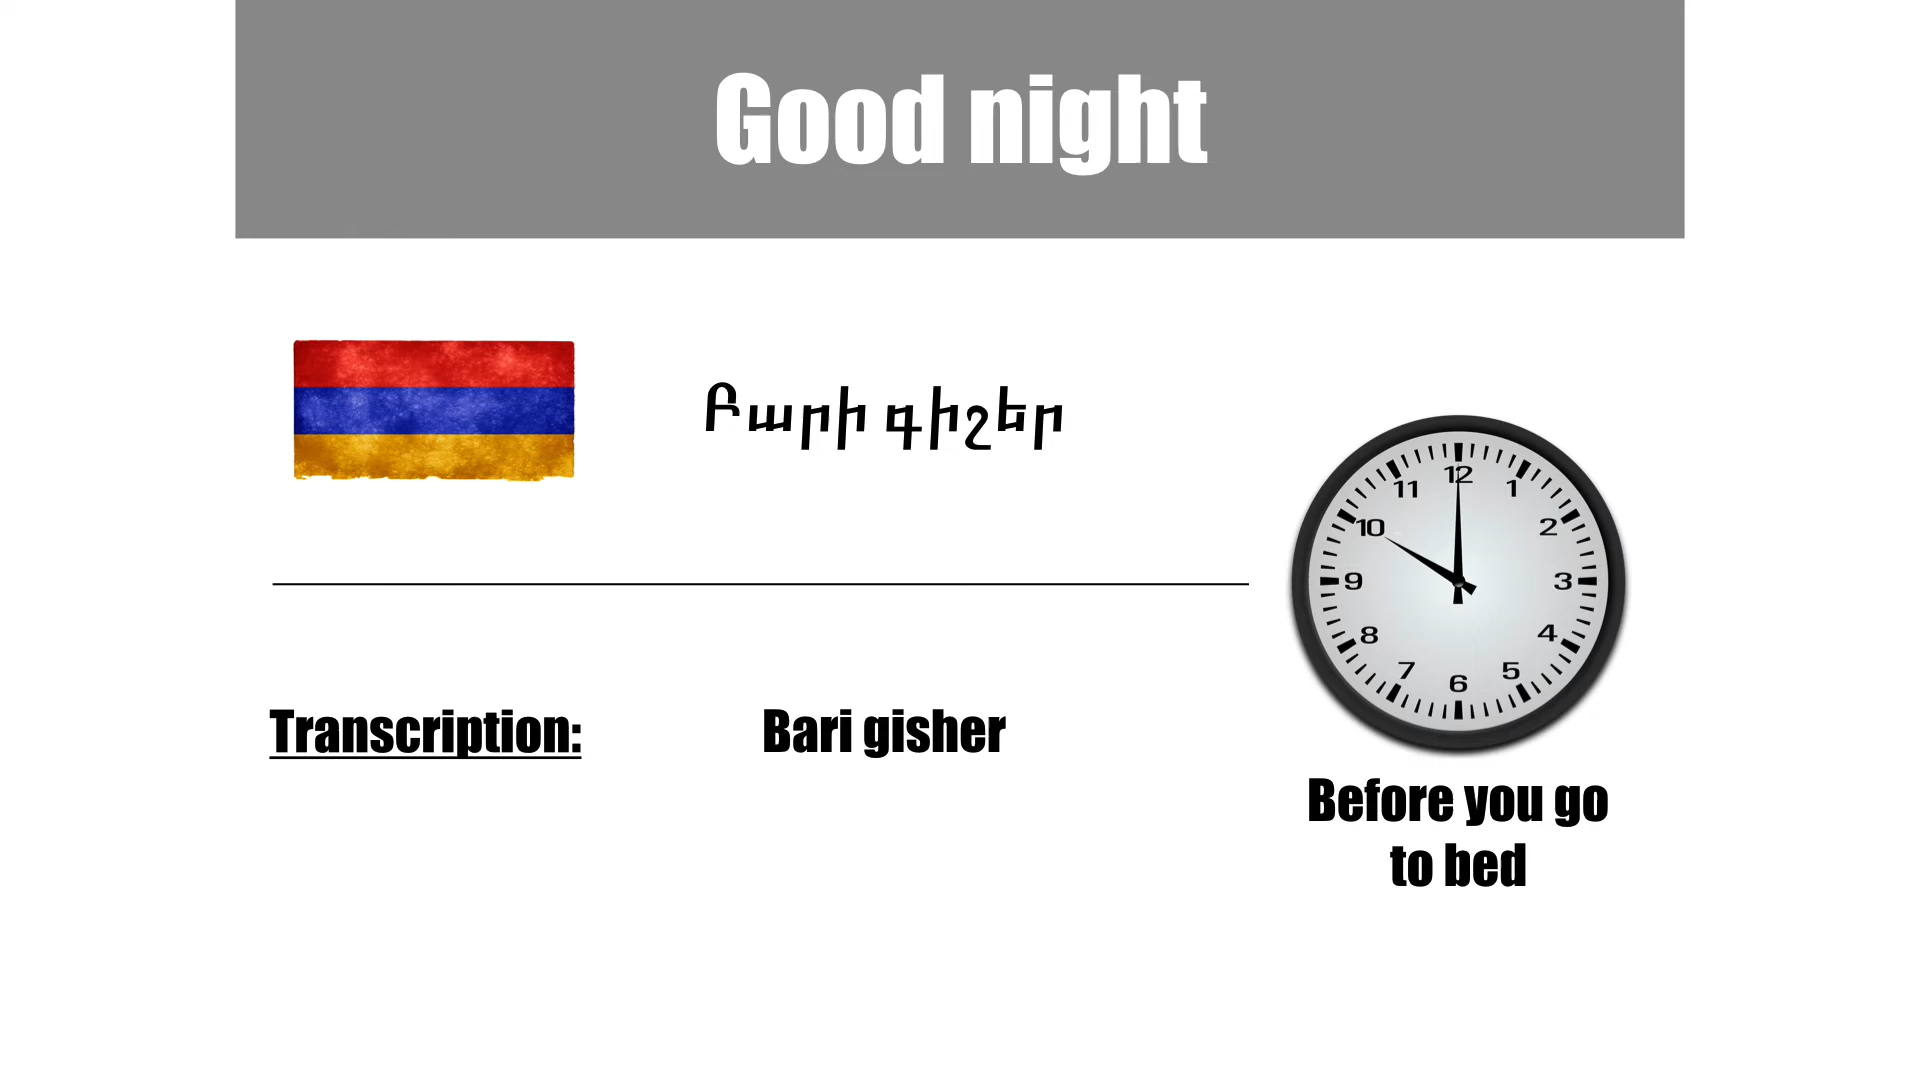 Good night
Բարի գիշեր
Transcription:
Bari gisher
12
1
2
3
4
5
6
7
8
9
10
11
Before you go
to bed